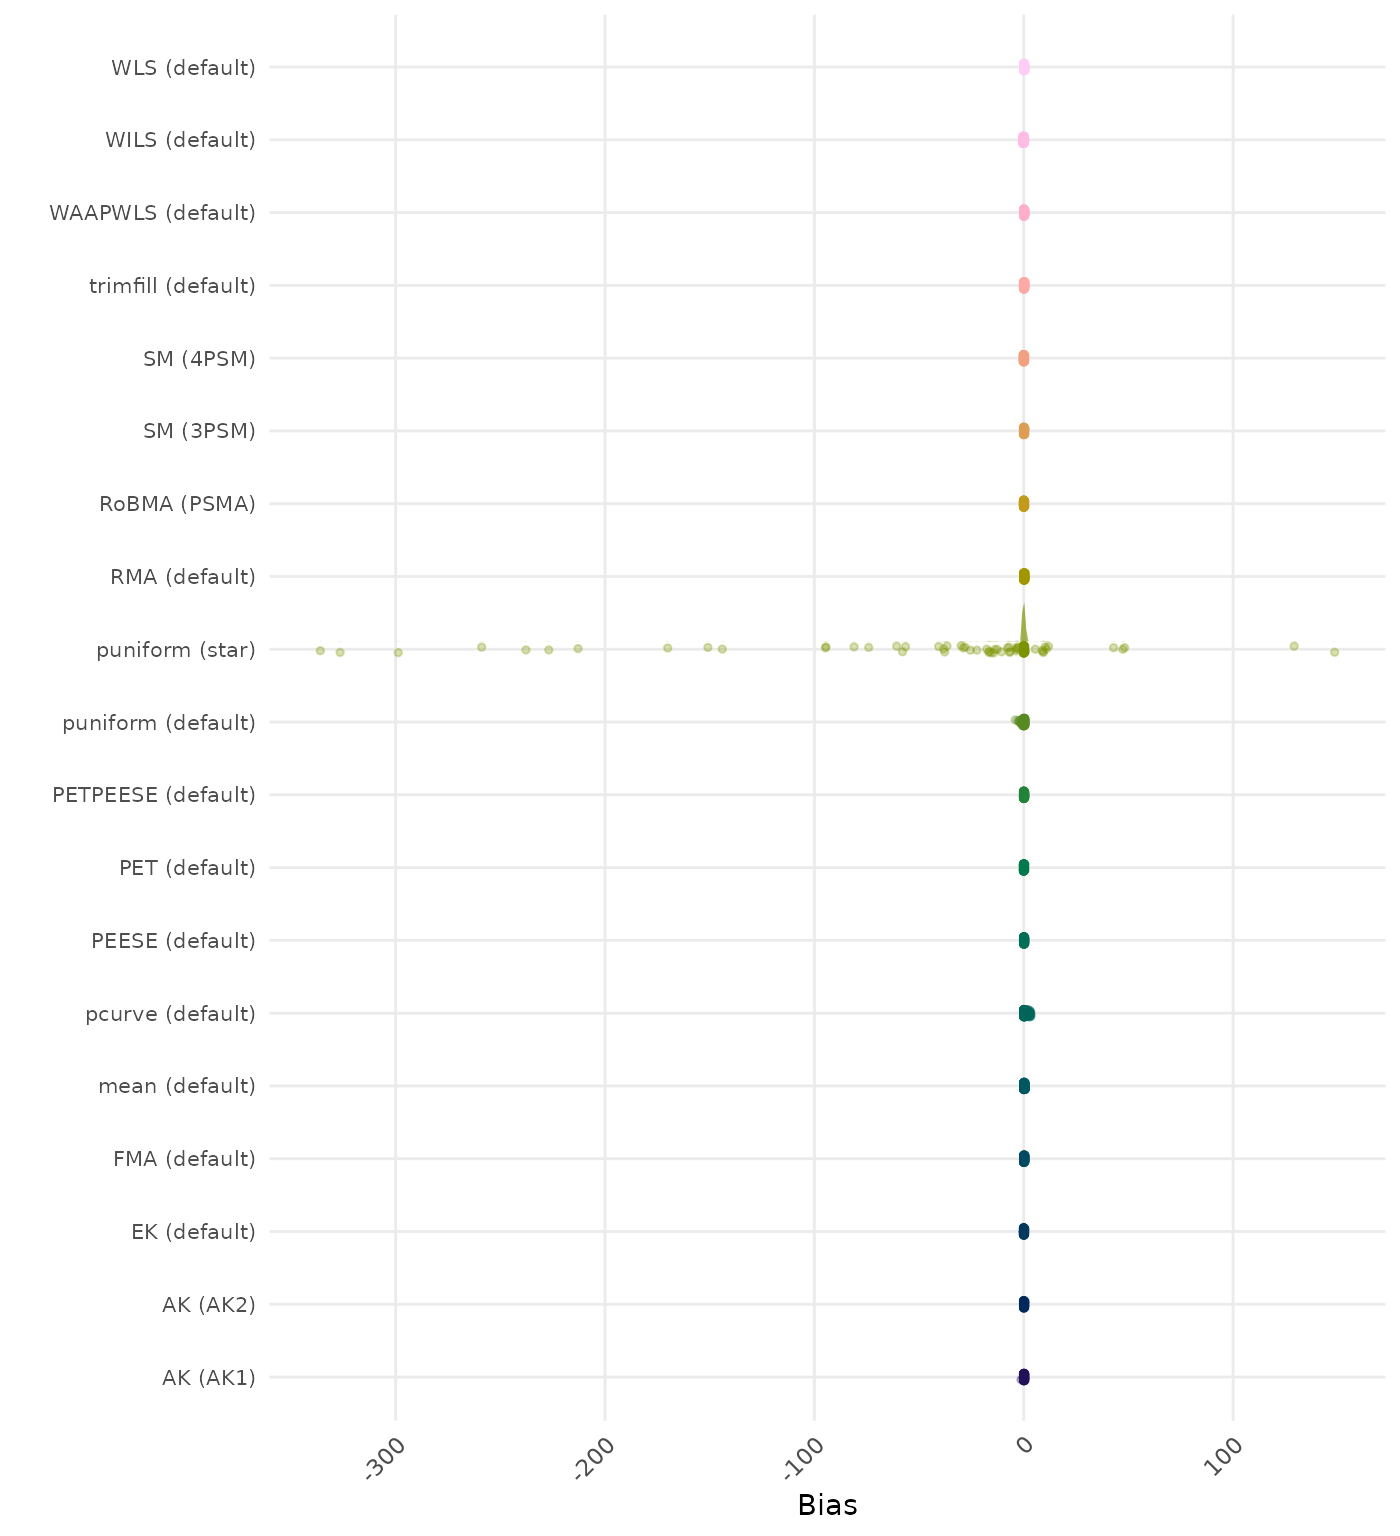 WLS (default)
WILS (default)
WAAPWLS (default)
trimfill (default)
SM (4PSM)
SM (3PSM)
RoBMA (PSMA)
RMA (default)
puniform (star)
puniform (default)
PETPEESE (default)
PET (default)
PEESE (default)
pcurve (default)
mean (default)
FMA (default)
EK (default)
AK (AK2)
AK (AK1)
-300 -200 -100 0 100
Bias